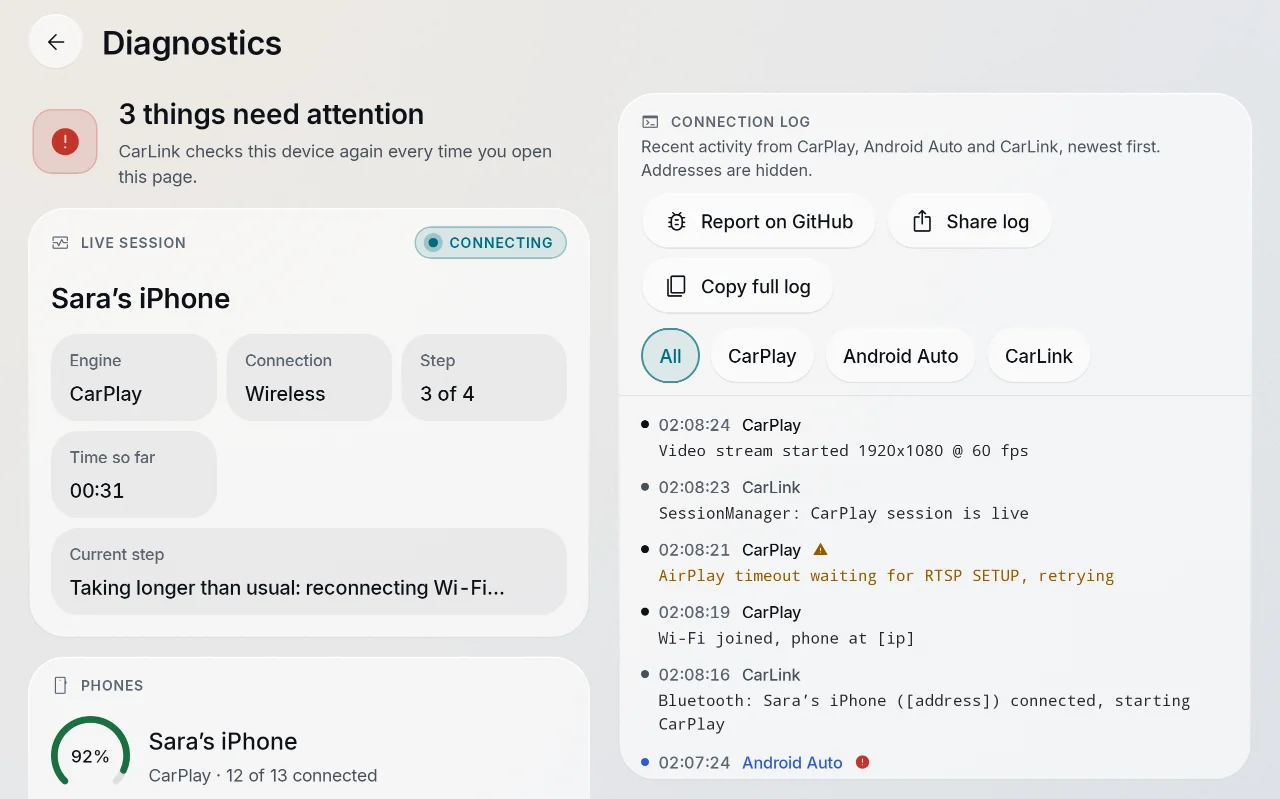 Diagnostics
3 things need attention
CarLink checks this device again every time you open
this page.
LIVE SESSION
CONNECTING
Sara’s iPhone
Engine
CarPlay
Connection
Wireless
Step
3 of 4
Time so far
00:31
Current step
Taking longer than usual: reconnecting Wi-Fi…
PHONES
92%
Sara’s iPhone
CarPlay · 12 of 13 connected
CONNECTION LOG
Recent activity from CarPlay, Android Auto and CarLink, newest first.
Addresses are hidden.
Report on GitHub
Share log
Copy full log
All
CarPlay
Android Auto
CarLink
02:08:24 CarPlay
Video stream started 1920x1080 @ 60 fps
02:08:23 CarLink
SessionManager: CarPlay session is live
02:08:21 CarPlay
AirPlay timeout waiting for RTSP SETUP, retrying
02:08:19 CarPlay
Wi-Fi joined, phone at [ip]
02:08:16 CarLink
Bluetooth: Sara’s iPhone ([address]) connected, starting
CarPlay
02:07:24 Android Auto